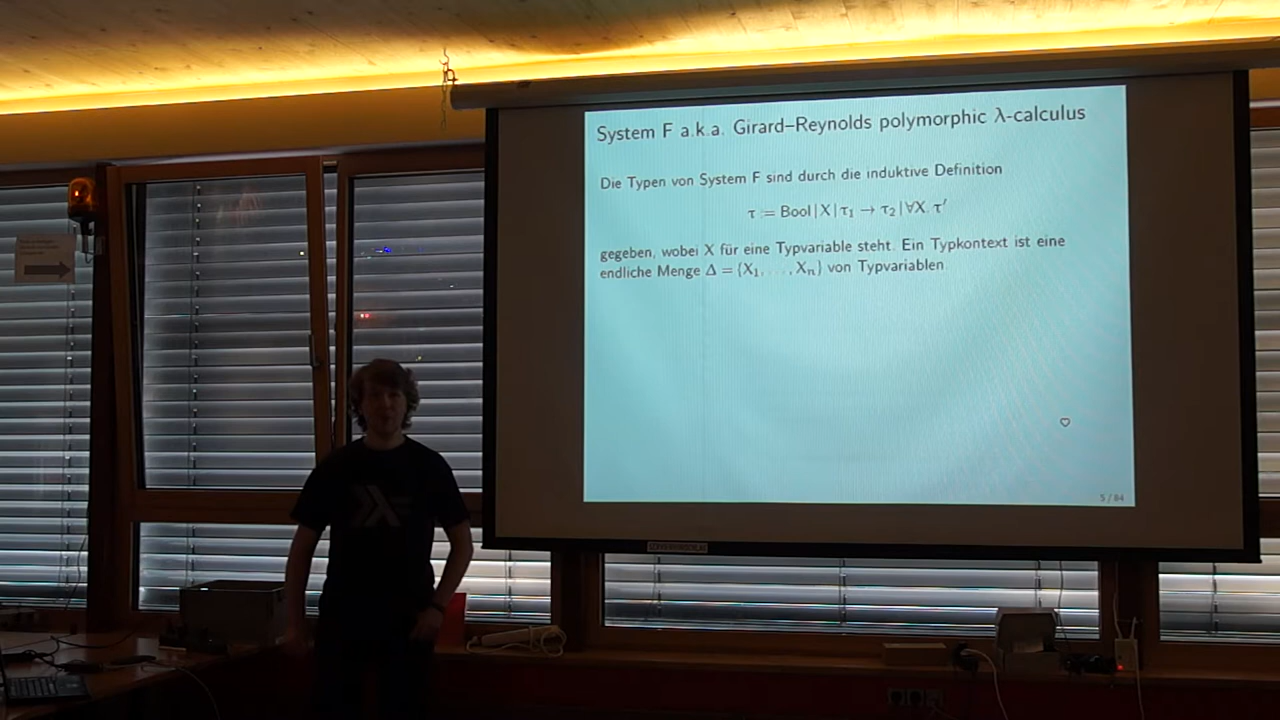 System F a.k.a. Girard–Reynolds polymorphic λ-calculus
Die Typen von System F sind durch die induktive Definition
τ := Bool | X | τ₁ → τ₂ | ∀X. τ′
gegeben, wobei X für eine Typvariable steht. Ein Typkontext ist eine
endliche Menge Δ = {X₁, . . . , Xₙ} von Typvariablen.
5 / 84